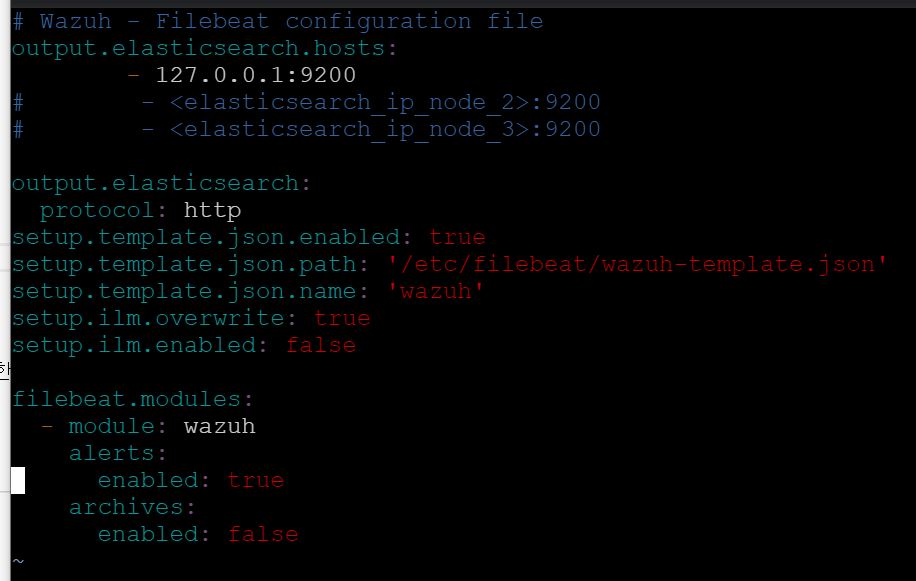 # Wazuh - Filebeat configuration file
output.elasticsearch.hosts:
        - 127.0.0.1:9200
#        - <elasticsearch_ip_node_2>:9200
#        - <elasticsearch_ip_node_3>:9200

output.elasticsearch:
  protocol: http
setup.template.json.enabled: true
setup.template.json.path: '/etc/filebeat/wazuh-template.json'
setup.template.json.name: 'wazuh'
setup.ilm.overwrite: true
setup.ilm.enabled: false

filebeat.modules:
  - module: wazuh
    alerts:
      enabled: true
    archives:
      enabled: false
~